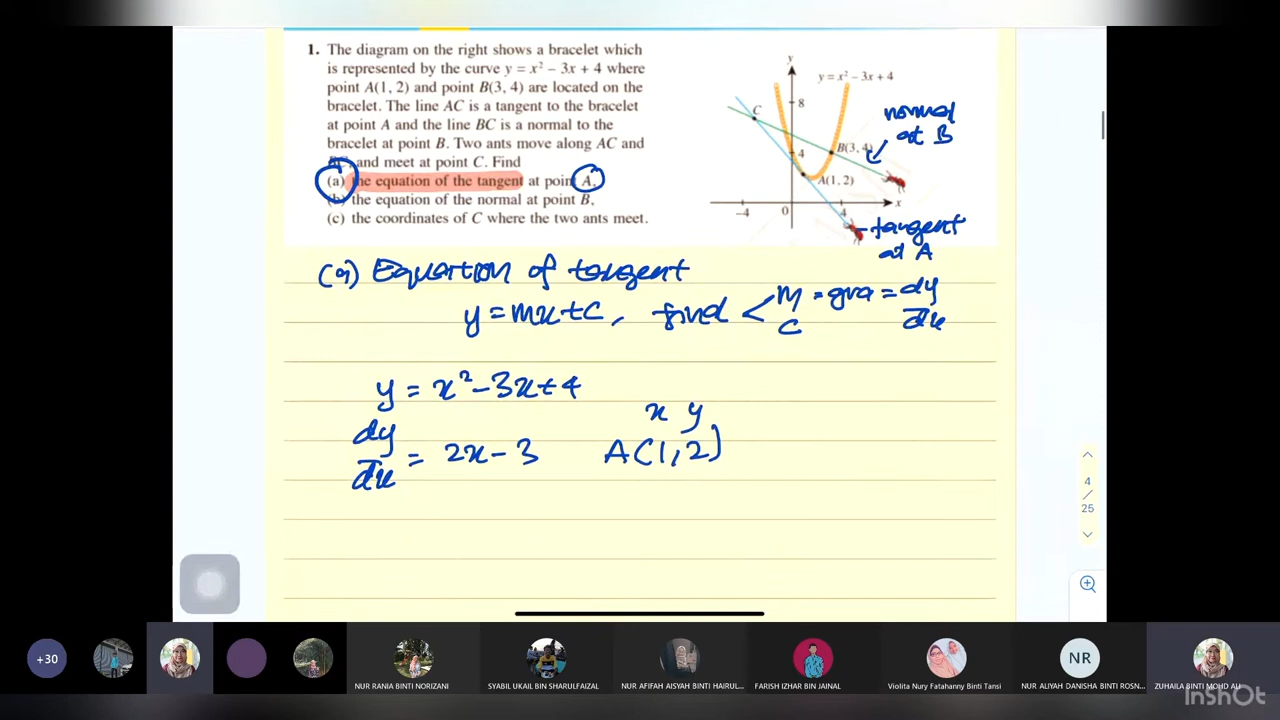 1. The diagram on the right shows a bracelet which
is represented by the curve y = x² – 3x + 4 where
point A(1, 2) and point B(3, 4) are located on the
bracelet. The line AC is a tangent to the bracelet
at point A and the line BC is a normal to the
bracelet at point B. Two ants move along AC and
and meet at point C. Find
(a) the equation of the tangent at point A,
(b) the equation of the normal at point B,
(c) the coordinates of C where the two ants meet.
y
y = x² – 3x + 4
8
C
normal
at B
4
B(3, 4)
A(1, 2)
–4
0
4
x
tangent
at A
(a) Equation of tangent
y = mx + c, find < m = gra = dy/dx
c
y = x² – 3x + 4
x y
dy/dx = 2x – 3 A(1, 2)
4
/
25
+30
NUR RANIA BINTI NORIZANI
SYABIL UKAIL BIN SHARULFAIZAL
NUR AFIFAH AISYAH BINTI HAIRUL...
FARISH IZHAR BIN JAINAL
Violita Nury Fatahanny Binti Tansi
NR
NUR ALIYAH DANISHA BINTI ROSN...
ZUHAILA BINTI MOHD ALI
InShOt